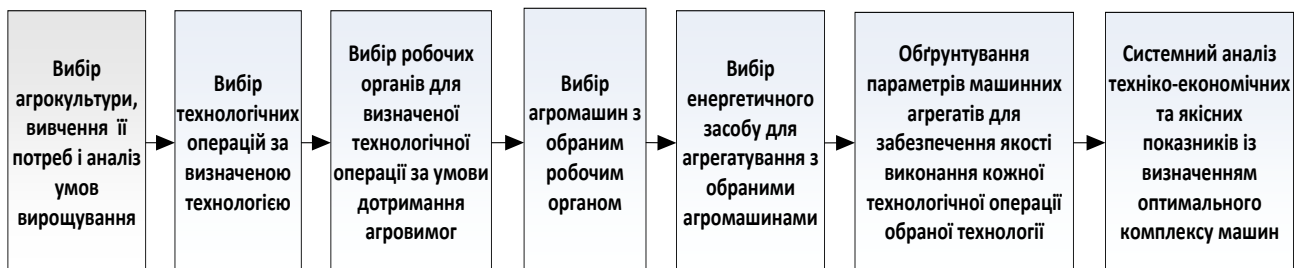 Вибір
агрокультури,
вивчення її
потреб і аналіз
умов
вирощування
Вибір
технологічних
операцій за
визначеною
технологією
Вибір робочих
органів для
визначеної
технологічної
операції за умови
дотримання
агровимог
Вибір
агромашин з
обраним
робочим
органом
Вибір
енергетичного
засобу для
агрегатування з
обраними
агромашинами
Обґрунтування
параметрів машинних
агрегатів для
забезпечення якості
виконання кожної
технологічної операції
обраної технології
Системний аналіз
техніко-економічних
та якісних
показників із
визначенням
оптимального
комплексу машин